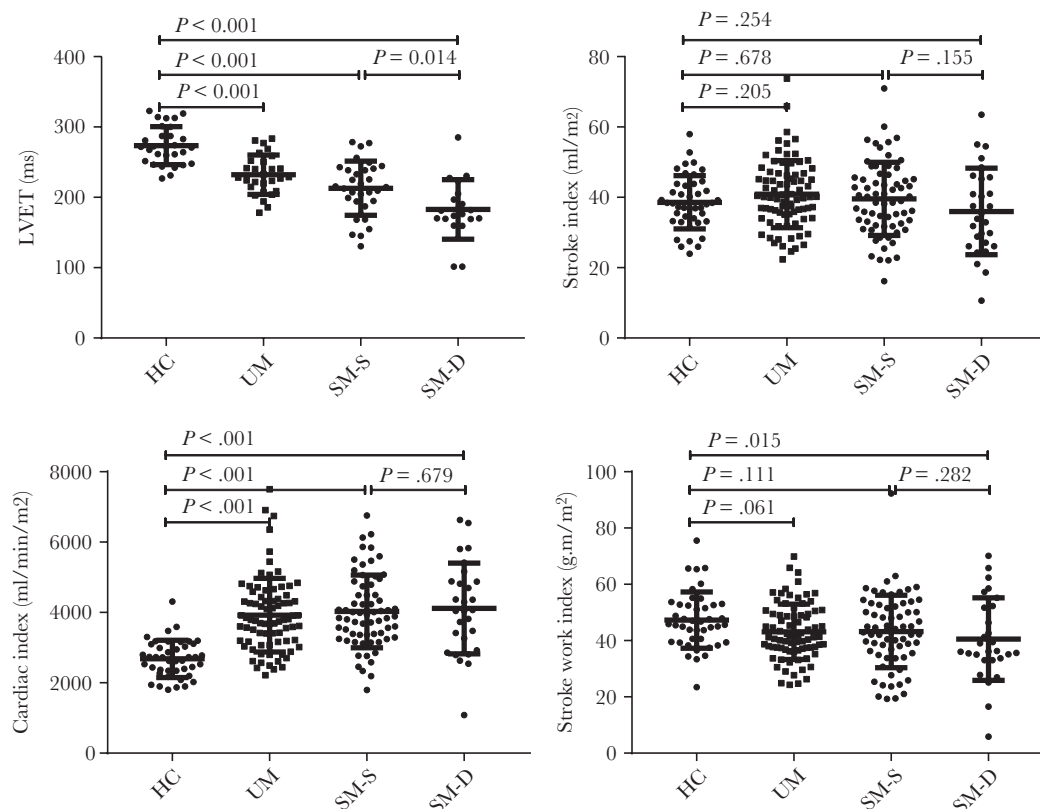 P < 0.001
P < 0.001
P = 0.014
P < 0.001
400
300
200
100
0
LVET (ms)
HC
UM
SM-S
SM-D
P = .254
P = .678
P = .155
P = .205
80
60
40
20
0
Stroke index (ml/m2)
HC
UM
SM-S
SM-D
P < .001
P < .001
P = .679
P < .001
8000
6000
4000
2000
0
Cardiac index (ml/min/m2)
HC
UM
SM-S
SM-D
P = .015
P = .111
P = .282
P = .061
100
80
60
40
20
0
Stroke work index (g.m/m²)
HC
UM
SM-S
SM-D